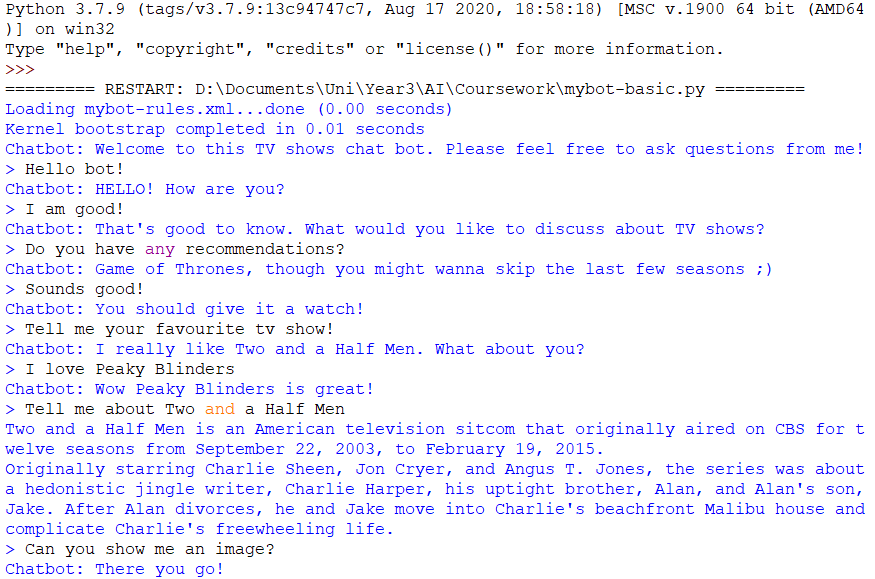 Python 3.7.9 (tags/v3.7.9:13c94747c7, Aug 17 2020, 18:58:18) [MSC v.1900 64 bit (AMD64
)] on win32
Type "help", "copyright", "credits" or "license()" for more information.
>>>
========= RESTART: D:\Documents\Uni\Year3\AI\Coursework\mybot-basic.py =========
Loading mybot-rules.xml...done (0.00 seconds)
Kernel bootstrap completed in 0.01 seconds
Chatbot: Welcome to this TV shows chat bot. Please feel free to ask questions from me!
> Hello bot!
Chatbot: HELLO! How are you?
> I am good!
Chatbot: That's good to know. What would you like to discuss about TV shows?
> Do you have any recommendations?
Chatbot: Game of Thrones, though you might wanna skip the last few seasons ;)
> Sounds good!
Chatbot: You should give it a watch!
> Tell me your favourite tv show!
Chatbot: I really like Two and a Half Men. What about you?
> I love Peaky Blinders
Chatbot: Wow Peaky Blinders is great!
> Tell me about Two and a Half Men
Two and a Half Men is an American television sitcom that originally aired on CBS for t
welve seasons from September 22, 2003, to February 19, 2015.
Originally starring Charlie Sheen, Jon Cryer, and Angus T. Jones, the series was about
a hedonistic jingle writer, Charlie Harper, his uptight brother, Alan, and Alan's son,
Jake. After Alan divorces, he and Jake move into Charlie's beachfront Malibu house and
complicate Charlie's freewheeling life.
> Can you show me an image?
Chatbot: There you go!